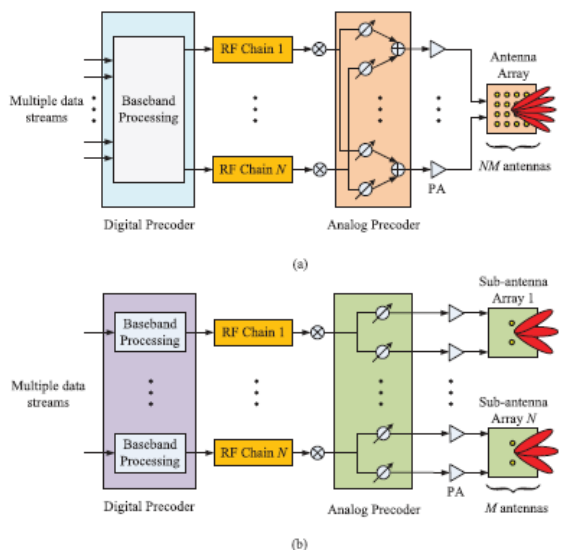 RF Chain 1
Antenna
Array
Multiple data
streams
Baseband
Processing
RF Chain N
PA
NM antennas
Digital Precoder
Analog Precoder
(a)
Sub-antenna
Array 1
Baseband
Processing
RF Chain 1
Multiple data
streams
Sub-antenna
Array N
Baseband
Processing
RF Chain N
PA
M antennas
Digital Precoder
Analog Precoder
(b)